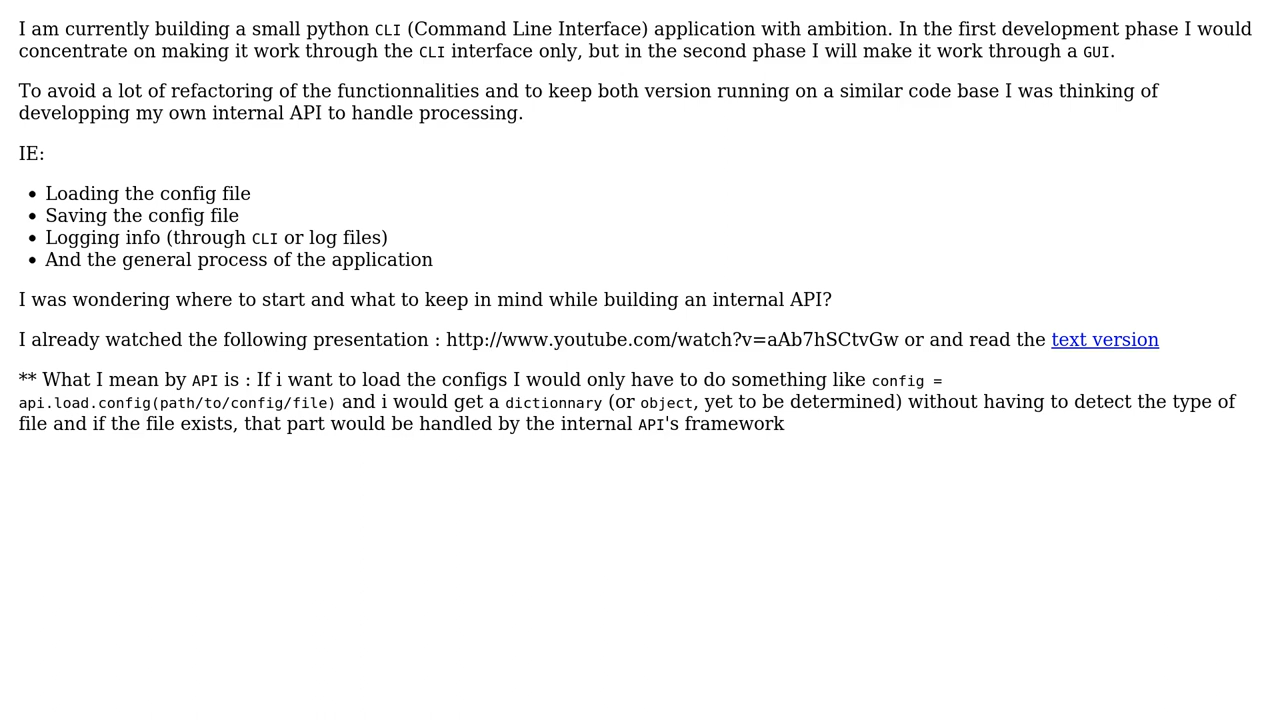 I am currently building a small python CLI (Command Line Interface) application with ambition. In the first development phase I would
concentrate on making it work through the CLI interface only, but in the second phase I will make it work through a GUI.
To avoid a lot of refactoring of the functionnalities and to keep both version running on a similar code base I was thinking of
developping my own internal API to handle processing.
IE:
• Loading the config file
• Saving the config file
• Logging info (through CLI or log files)
• And the general process of the application
I was wondering where to start and what to keep in mind while building an internal API?
I already watched the following presentation : http://www.youtube.com/watch?v=aAb7hSCtvGw or and read the text version
** What I mean by API is : If i want to load the configs I would only have to do something like config =
api.load.config(path/to/config/file) and i would get a dictionnary (or object, yet to be determined) without having to detect the type of
file and if the file exists, that part would be handled by the internal API's framework